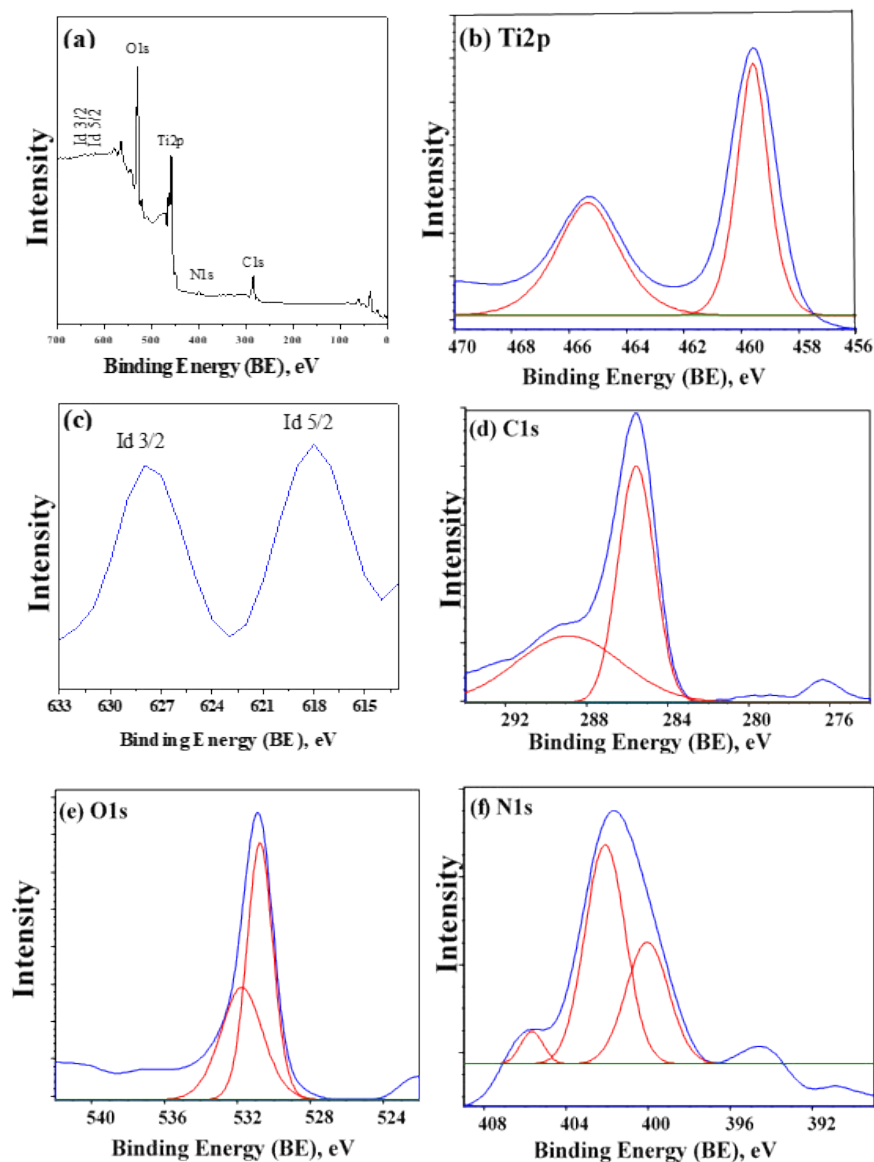 (a)
O1s
Id 3/2
Id 5/2
Ti2p
N1s
C1s
Intensity
700 600 500 400 300 200 100 0
Binding Energy (BE), eV
(b) Ti2p
Intensity
470 468 466 464 462 460 458 456
Binding Energy (BE), eV
(c)
Id 3/2
Id 5/2
Intensity
633 630 627 624 621 618 615
Binding Energy (BE), eV
(d) C1s
Intensity
292 288 284 280 276
Binding Energy (BE), eV
(e) O1s
Intensity
540 536 532 528 524
Binding Energy (BE), eV
(f) N1s
Intensity
408 404 400 396 392
Binding Energy (BE), eV